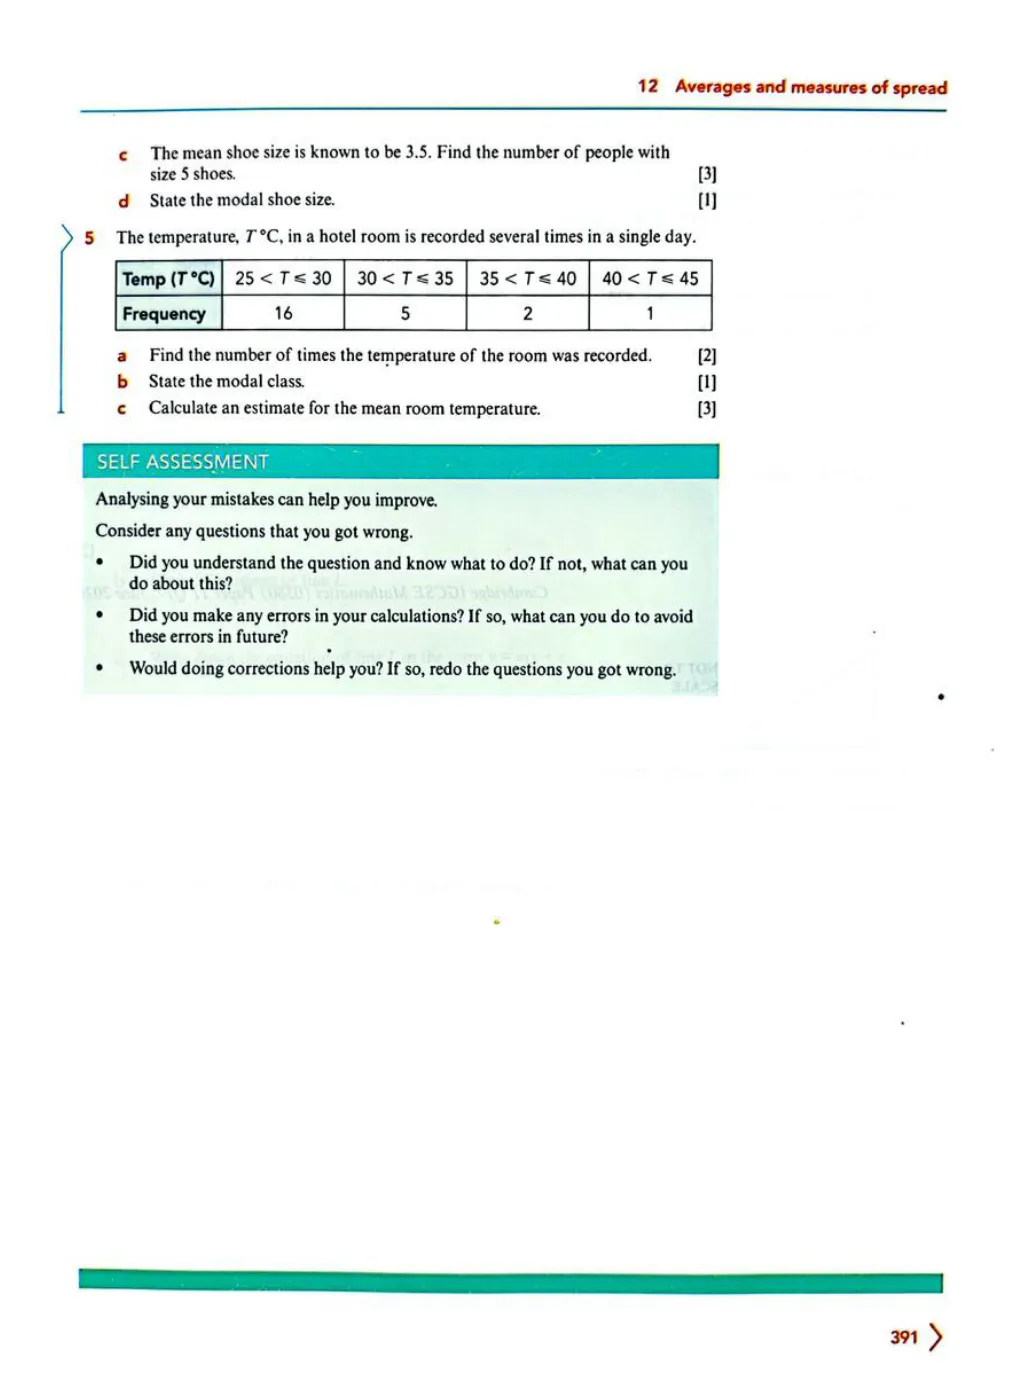 12 Averages and measures of spread
c The mean shoe size is known to be 3.5. Find the number of people with
size 5 shoes. [3]
d State the modal shoe size. [1]
5 The temperature, T °C, in a hotel room is recorded several times in a single day.
Temp (T °C) 25 < T ⩽ 30 30 < T ⩽ 35 35 < T ⩽ 40 40 < T ⩽ 45
Frequency 16 5 2 1
a Find the number of times the temperature of the room was recorded. [2]
b State the modal class. [1]
c Calculate an estimate for the mean room temperature. [3]
SELF ASSESSMENT
Analysing your mistakes can help you improve.
Consider any questions that you got wrong.
• Did you understand the question and know what to do? If not, what can you
do about this?
• Did you make any errors in your calculations? If so, what can you do to avoid
these errors in future?
• Would doing corrections help you? If so, redo the questions you got wrong.
391